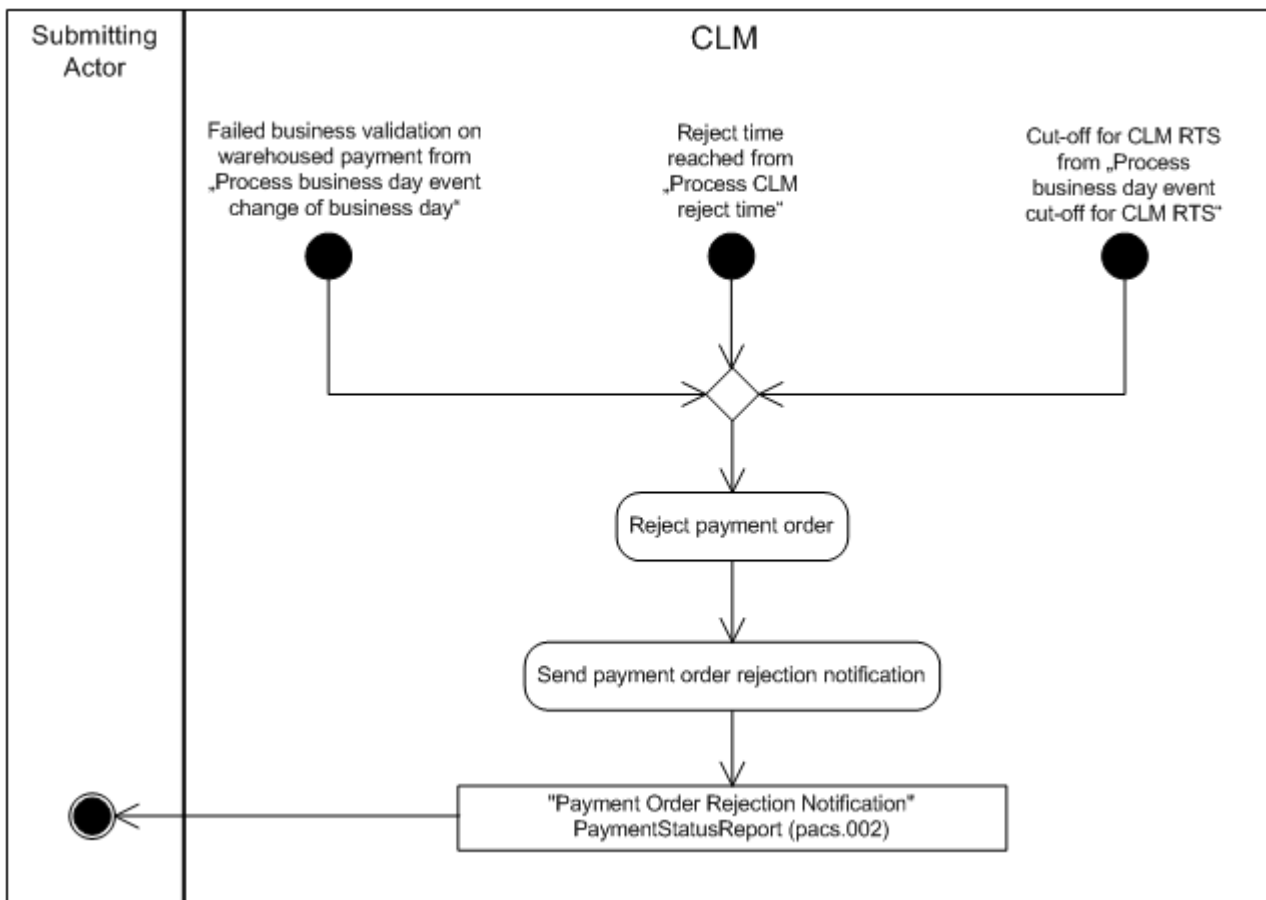 Submitting
Actor
CLM
Failed business validation on
warehoused payment from
„Process business day event
change of business day“
Reject time
reached from
„Process CLM
reject time“
Cut-off for CLM RTS
from „Process
business day event
cut-off for CLM RTS“
Reject payment order
Send payment order rejection notification
"Payment Order Rejection Notification"
PaymentStatusReport (pacs.002)